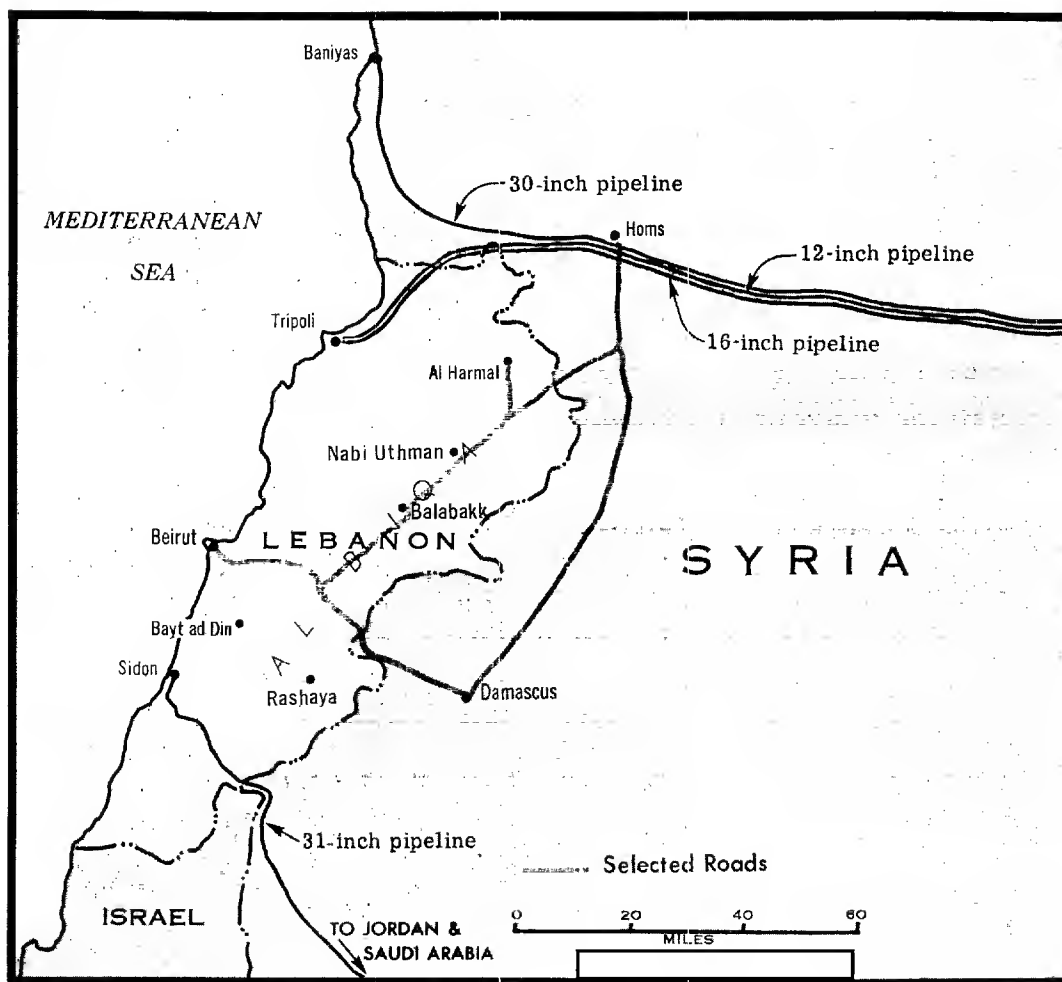 Baniyas
30-inch pipeline
MEDITERRANEAN
SEA
Homs
12-inch pipeline
Tripoli
16-inch pipeline
Al Harmal
Nabi Uthman
Balabakk
Beirut
LEBANON
AL BIQA
SYRIA
Bayt ad Din
Sidon
Rashaya
Damascus
31-inch pipeline
Selected Roads
ISRAEL
0 20 40 60
MILES
TO JORDAN &
SAUDI ARABIA